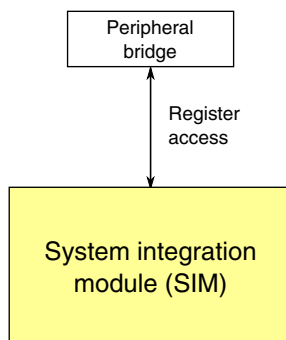 Peripheral
bridge
Register
access
System integration
module (SIM)